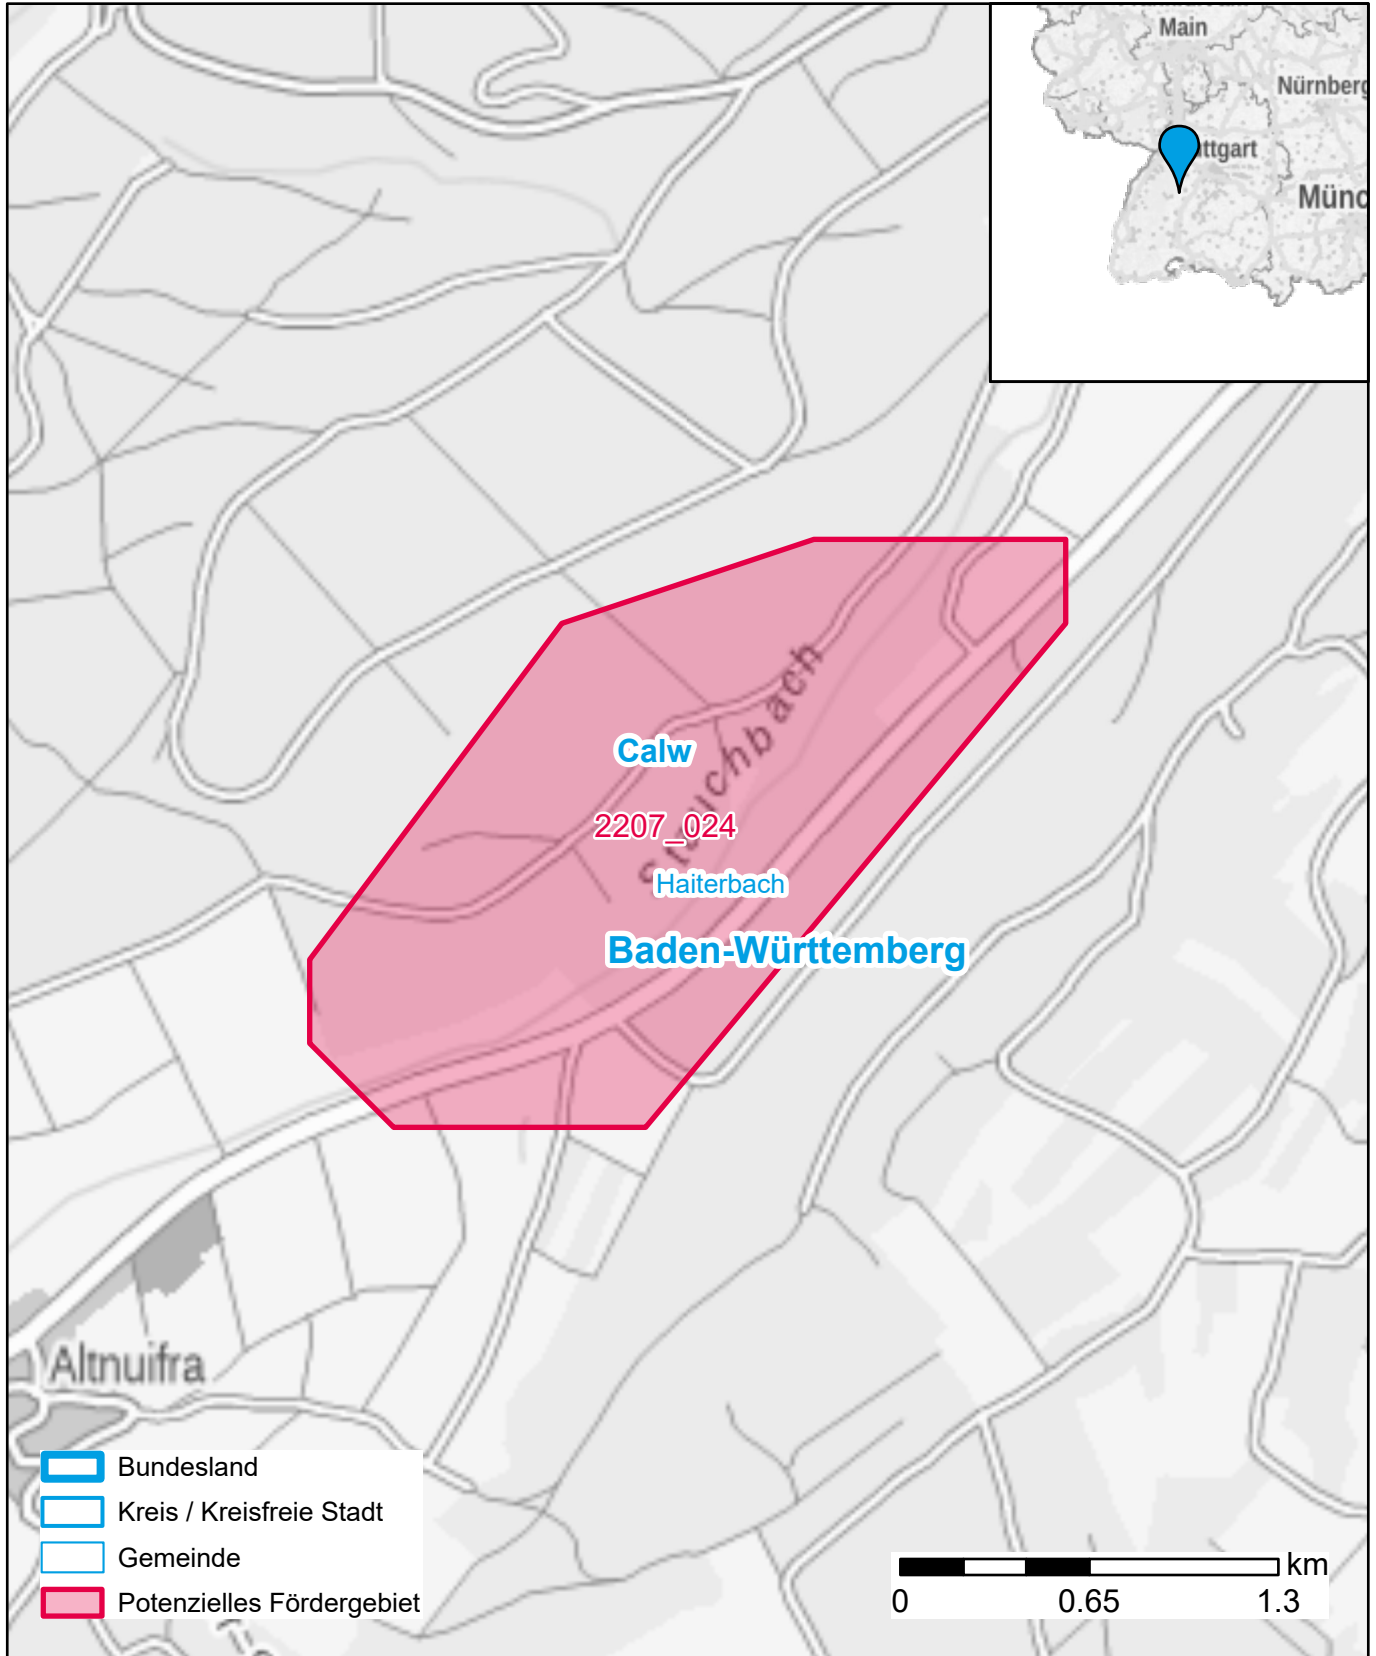 Main
Nürnberg
ttgart
Münc
Calw
2207_024
Haiterbach
Baden-Württemberg
Altnuifra
Bundesland
Kreis / Kreisfreie Stadt
Gemeinde
Potenzielles Fördergebiet
km
0 0.65 1.3